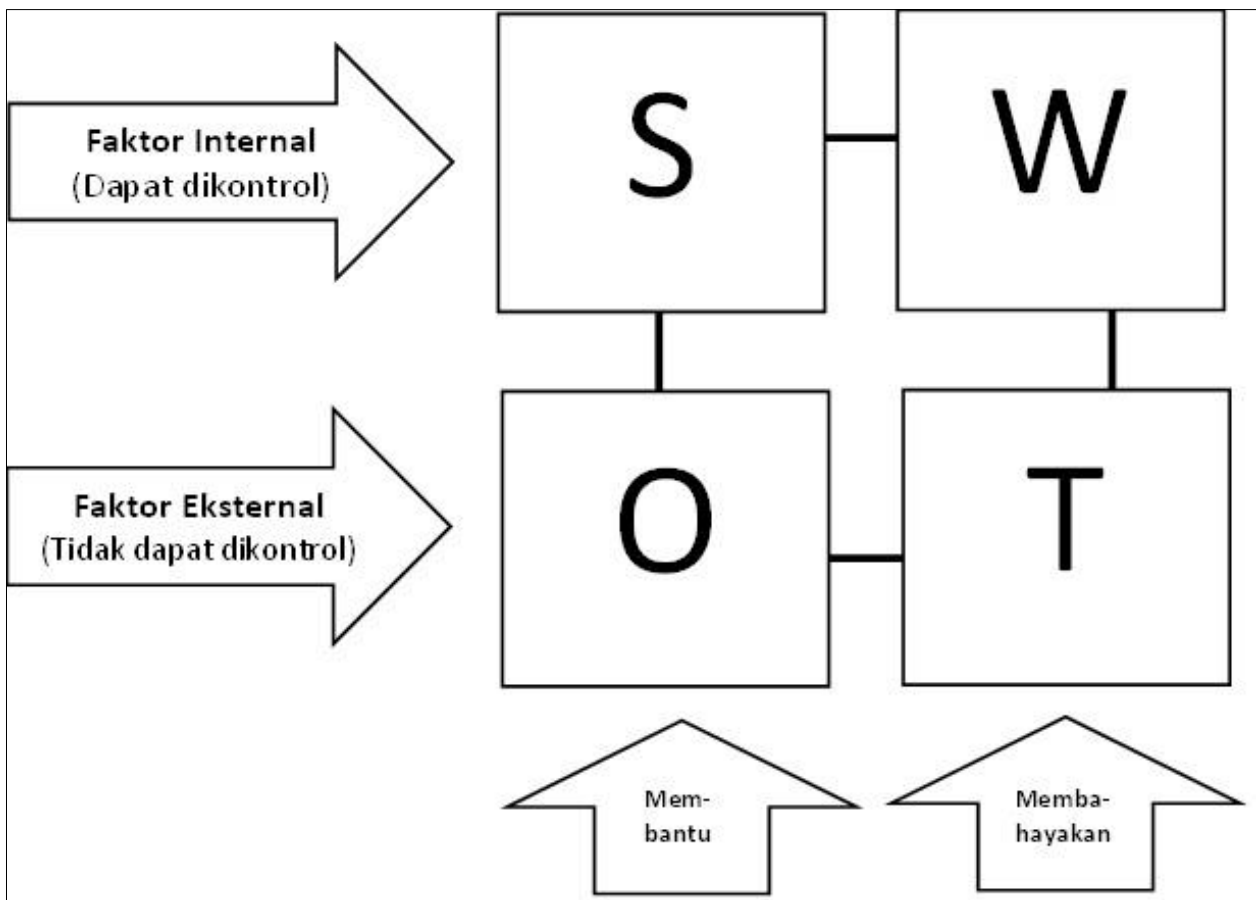 Faktor Internal
(Dapat dikontrol)
S
W
Faktor Eksternal
(Tidak dapat dikontrol)
O
T
Mem-
bantu
Memba-
hayakan